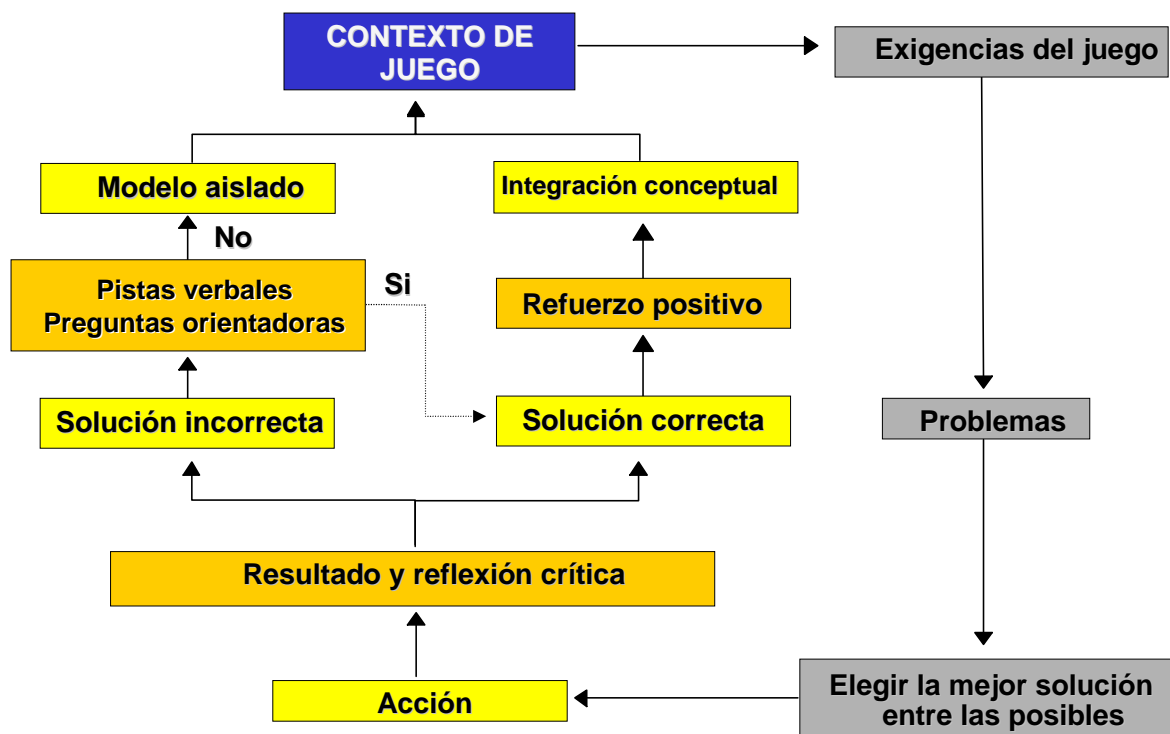 CONTEXTO DE
JUEGO
Exigencias del juego
Modelo aislado
Integración conceptual
No
Pistas verbales
Preguntas orientadoras
Si
Refuerzo positivo
Solución incorrecta
Solución correcta
Problemas
Resultado y reflexión crítica
Acción
Elegir la mejor solución
entre las posibles